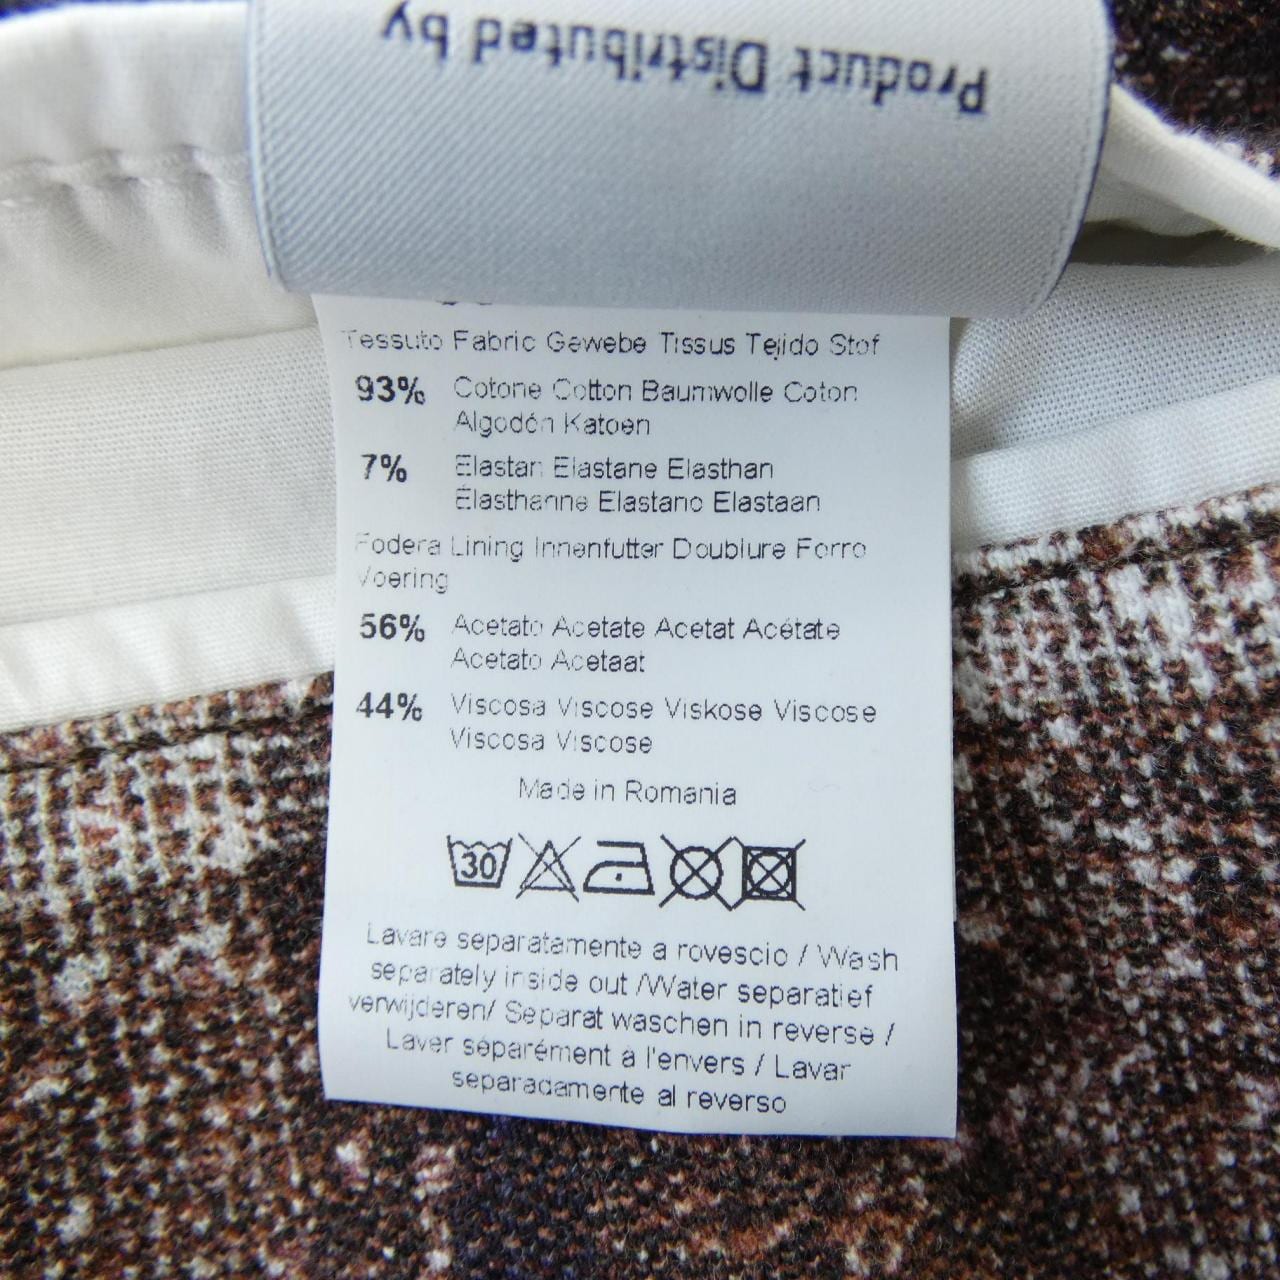 Product Distributed by
Tessuto Fabric Gewebe Tissus Tejido Stof
93% Cotone Cotton Baumwolle Coton
Algodón Katoen
7% Elastan Elastane Elasthan
Élasthanne Elastano Elastaan
Fodera Lining Innenfutter Doublure Forro
Voering
56% Acetato Acetate Acetat Acétate
Acetato Acetaat
44% Viscosa Viscose Viskose Viscose
Viscosa Viscose
Made in Romania
30
Lavare separatamente a rovescio / Wash
separately inside out /Water separatief
verwijderen/ Separat waschen in reverse /
Laver séparément à l'envers / Lavar
separadamente al reverso